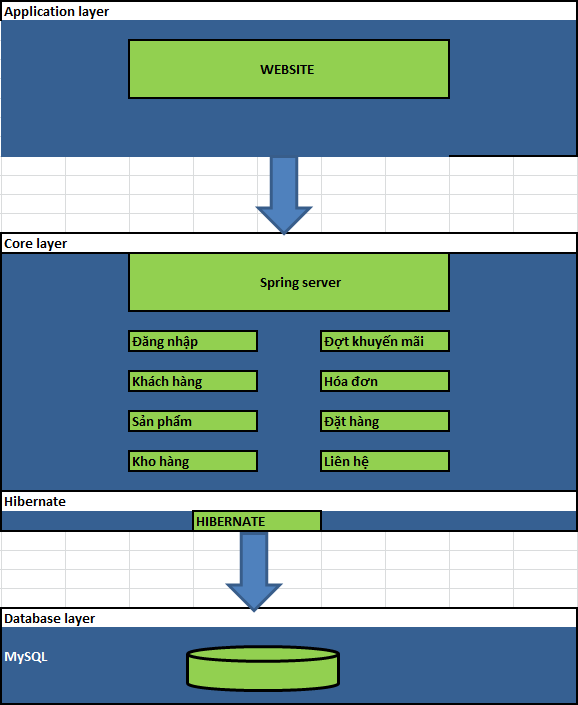 Application layer
WEBSITE
Core layer
Spring server
Đăng nhập
Đợt khuyến mãi
Khách hàng
Hóa đơn
Sản phẩm
Đặt hàng
Kho hàng
Liên hệ
Hibernate
HIBERNATE
Database layer
MySQL